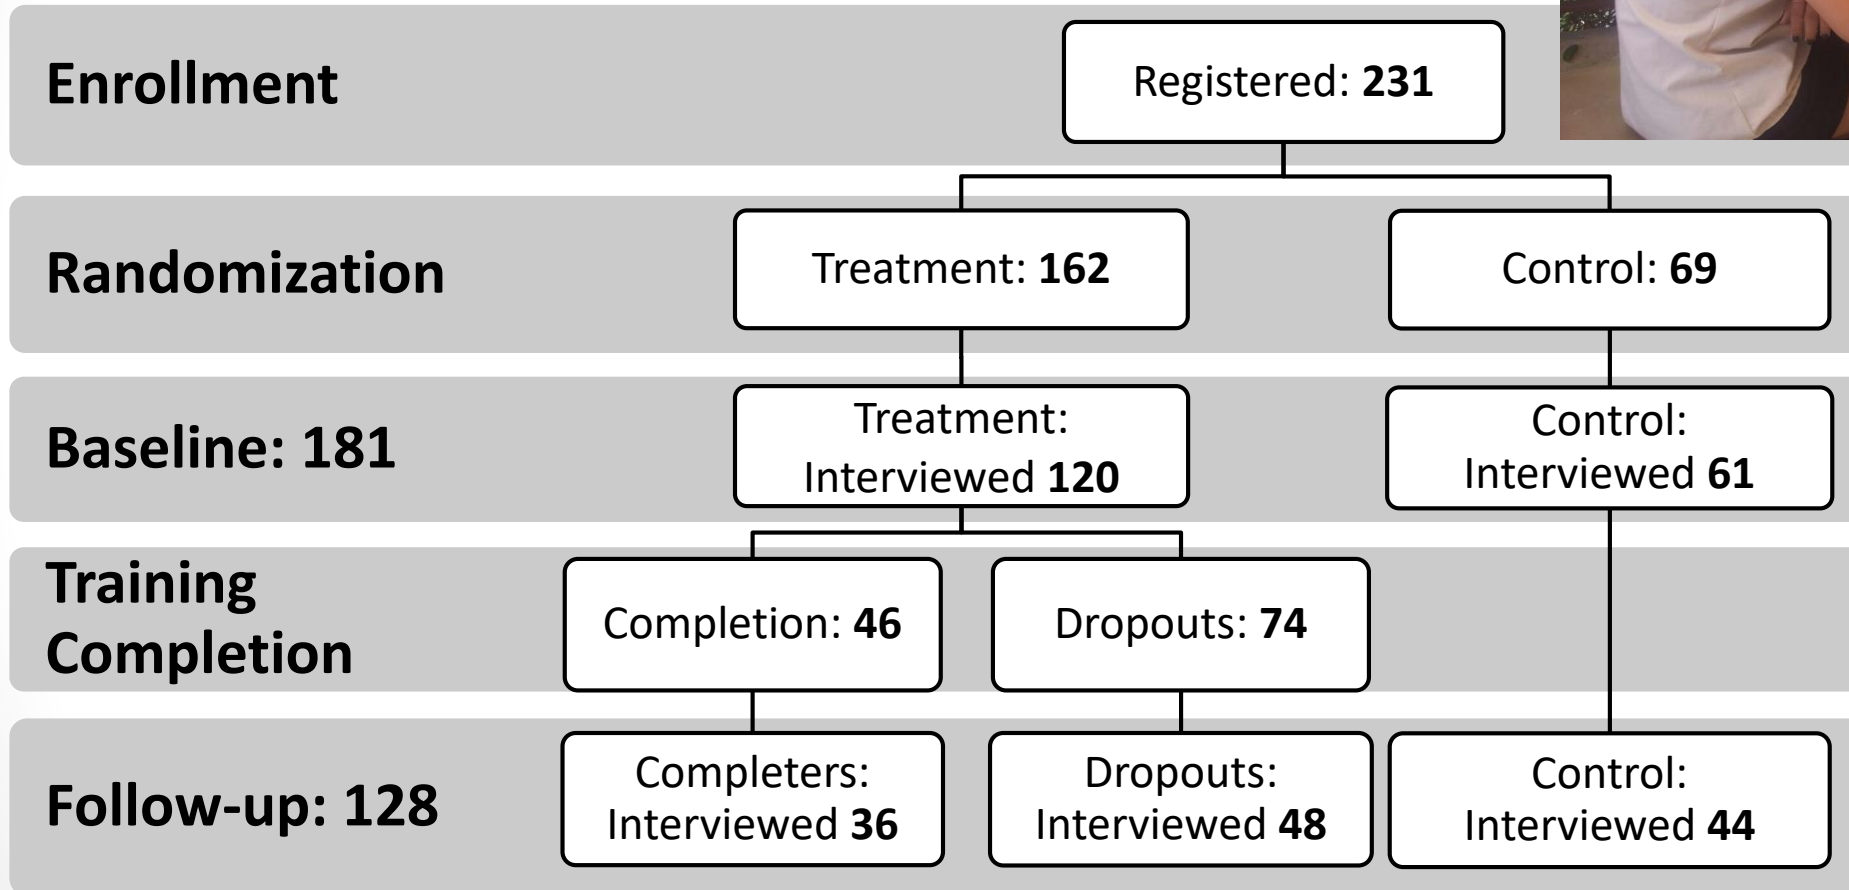 Enrollment
Registered: 231
Randomization
Treatment: 162
Control: 69
Baseline: 181
Treatment:
Interviewed 120
Control:
Interviewed 61
Training
Completion
Completion: 46
Dropouts: 74
Follow-up: 128
Completers:
Interviewed 36
Dropouts:
Interviewed 48
Control:
Interviewed 44